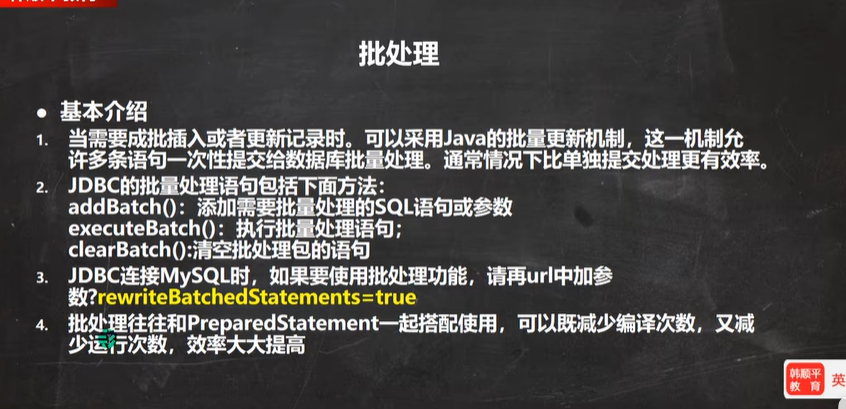 批处理
● 基本介绍
1. 当需要成批插入或者更新记录时。可以采用Java的批量更新机制，这一机制允
许多条语句一次性提交给数据库批量处理。通常情况下比单独提交处理更有效率。
2. JDBC的批量处理语句包括下面方法：
addBatch()：添加需要批量处理的SQL语句或参数
executeBatch()：执行批量处理语句；
clearBatch():清空批处理包的语句
3. JDBC连接MySQL时，如果要使用批处理功能，请再url中加参
数?rewriteBatchedStatements=true
4. 批处理往往和PreparedStatement一起搭配使用，可以既减少编译次数，又减
少运行次数，效率大大提高
韩顺平
教 育
英